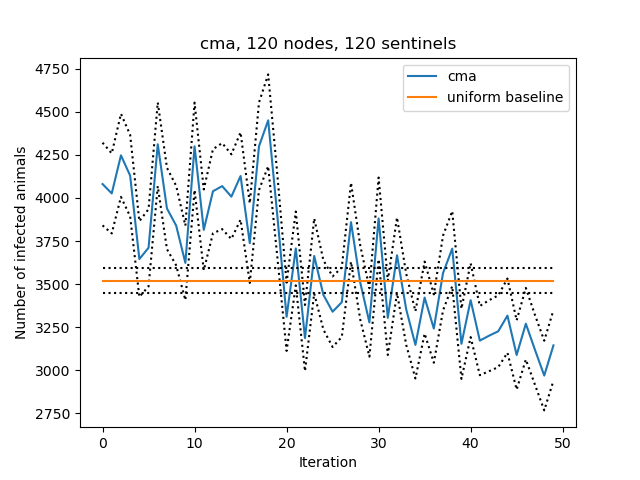 cma, 120 nodes, 120 sentinels
cma
uniform baseline
Number of infected animals
4750
4500
4250
4000
3750
3500
3250
3000
2750
0 10 20 30 40 50
Iteration